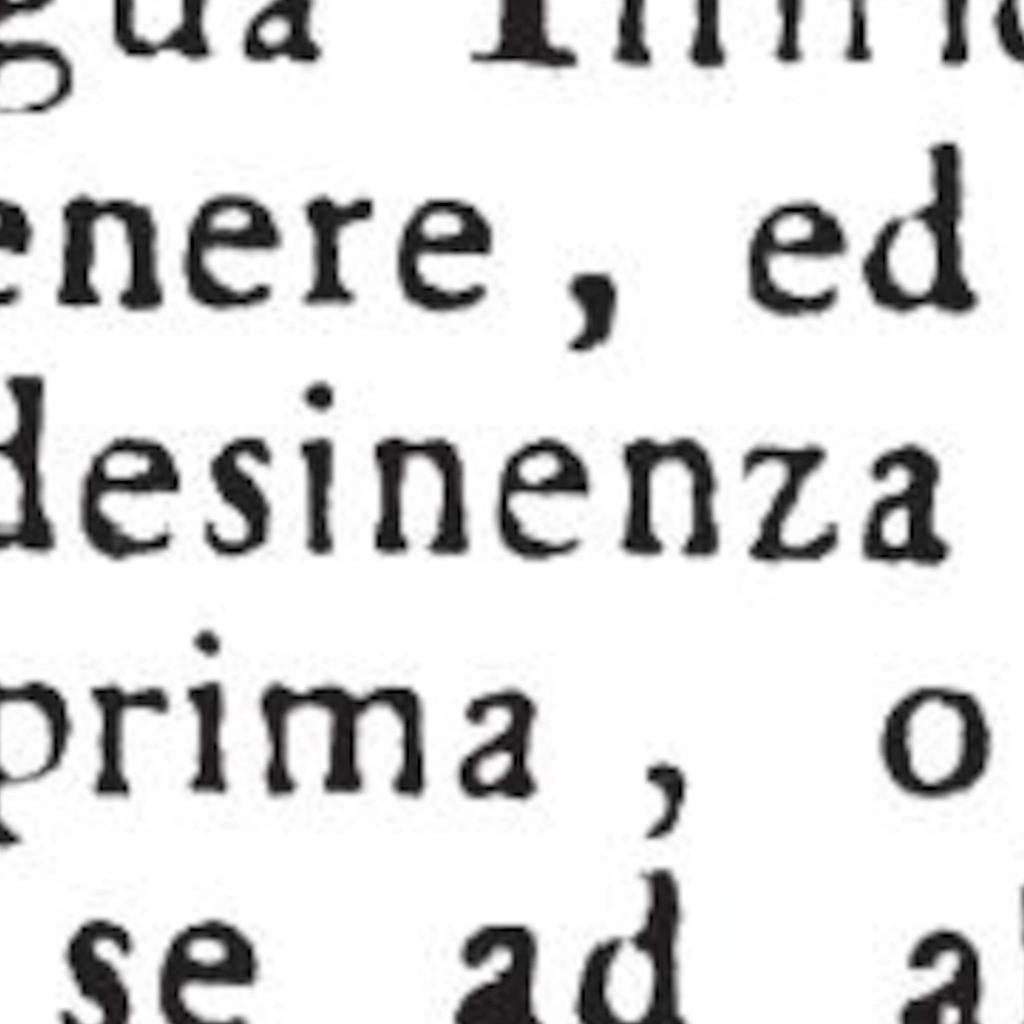 enere, ed
desinenza
prima, o
se ad